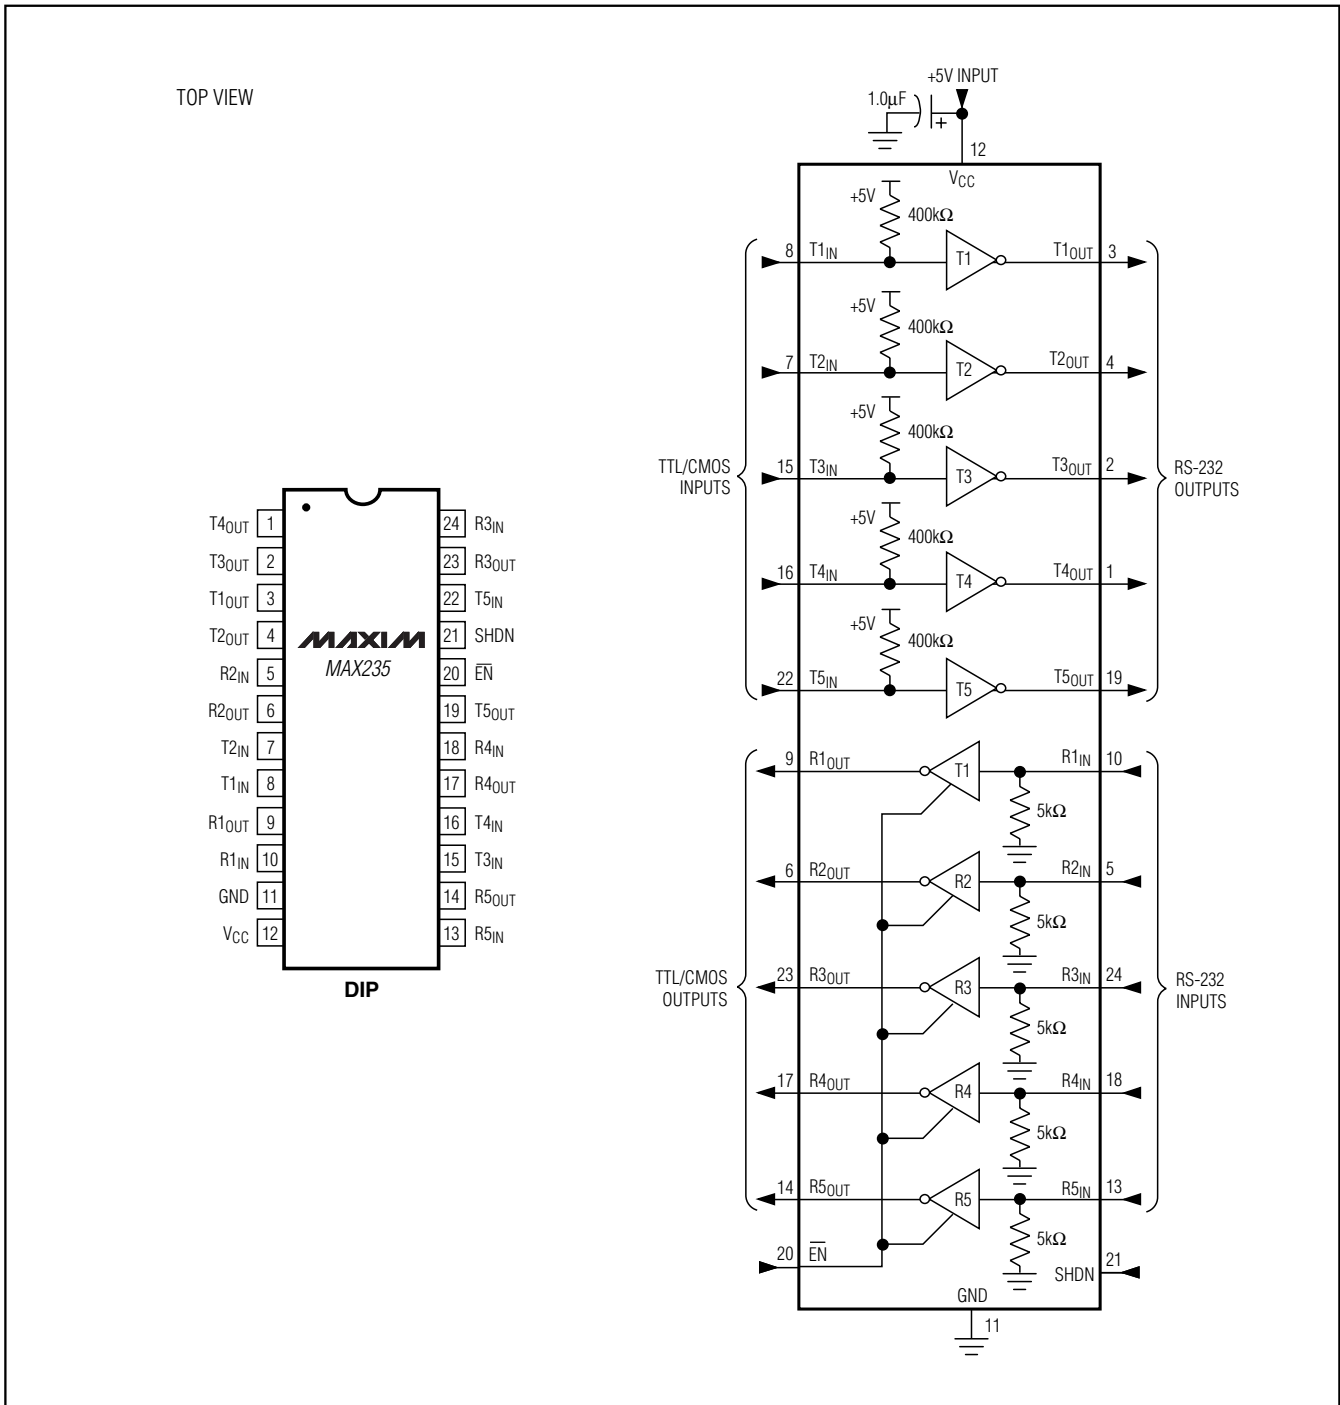 TOP VIEW
+5V INPUT
1.0µF
+
12
VCC
+5V
400kΩ
8 T1IN T1 T1OUT 3
+5V
400kΩ
7 T2IN T2 T2OUT 4
+5V
400kΩ
15 T3IN T3 T3OUT 2
+5V
400kΩ
16 T4IN T4 T4OUT 1
+5V
400kΩ
22 T5IN T5 T5OUT 19
TTL/CMOS
INPUTS
RS-232
OUTPUTS
T4OUT 1
T3OUT 2
T1OUT 3
T2OUT 4
R2IN 5
R2OUT 6
T2IN 7
T1IN 8
R1OUT 9
R1IN 10
GND 11
VCC 12
MAXIM
MAX235
24 R3IN
23 R3OUT
22 T5IN
21 SHDN
20 E̅N̅
19 T5OUT
18 R4IN
17 R4OUT
16 T4IN
15 T3IN
14 R5OUT
13 R5IN
DIP
9 R1OUT T1 R1IN 10
5kΩ
6 R2OUT R2 R2IN 5
5kΩ
23 R3OUT R3 R3IN 24
5kΩ
17 R4OUT R4 R4IN 18
5kΩ
14 R5OUT R5 R5IN 13
5kΩ
TTL/CMOS
OUTPUTS
RS-232
INPUTS
20 E̅N̅
SHDN 21
GND
11